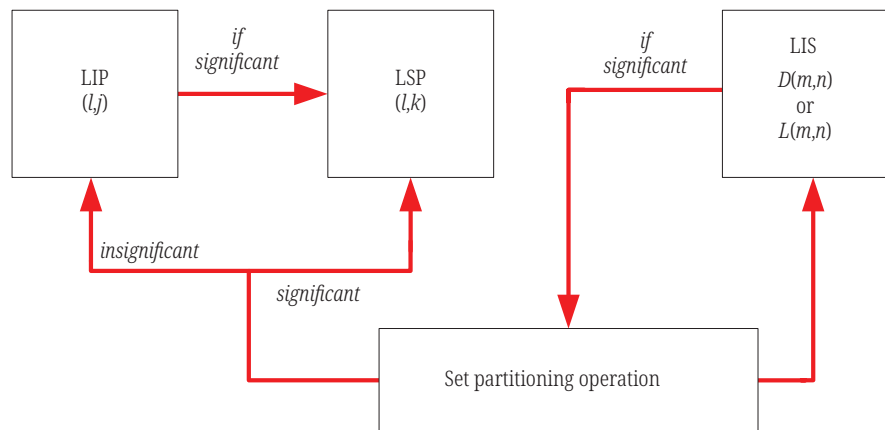 LIP
(l,j)
if
significant
LSP
(l,k)
if
significant
LIS
D(m,n)
or
L(m,n)
insignificant
significant
Set partitioning operation